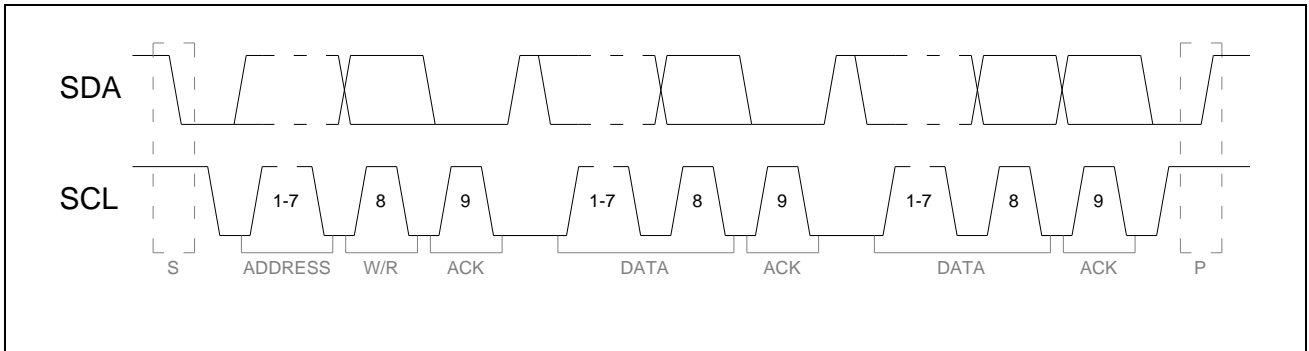 SDA
SCL
1-7 8 9 1-7 8 9 1-7 8 9
S ADDRESS W/R ACK DATA ACK DATA ACK P